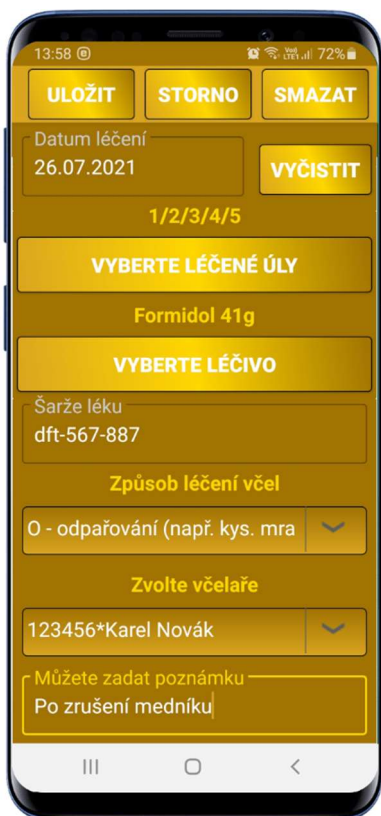 13:58
72%
ULOŽIT STORNO SMAZAT
Datum léčení
26.07.2021
VYČISTIT
1/2/3/4/5
VYBERTE LÉČENÉ ÚLY
Formidol 41g
VYBERTE LÉČIVO
Šarže léku
dft-567-887
Způsob léčení včel
O - odpařování (např. kys. mra
Zvolte včelaře
123456*Karel Novák
Můžete zadat poznámku
Po zrušení medníku